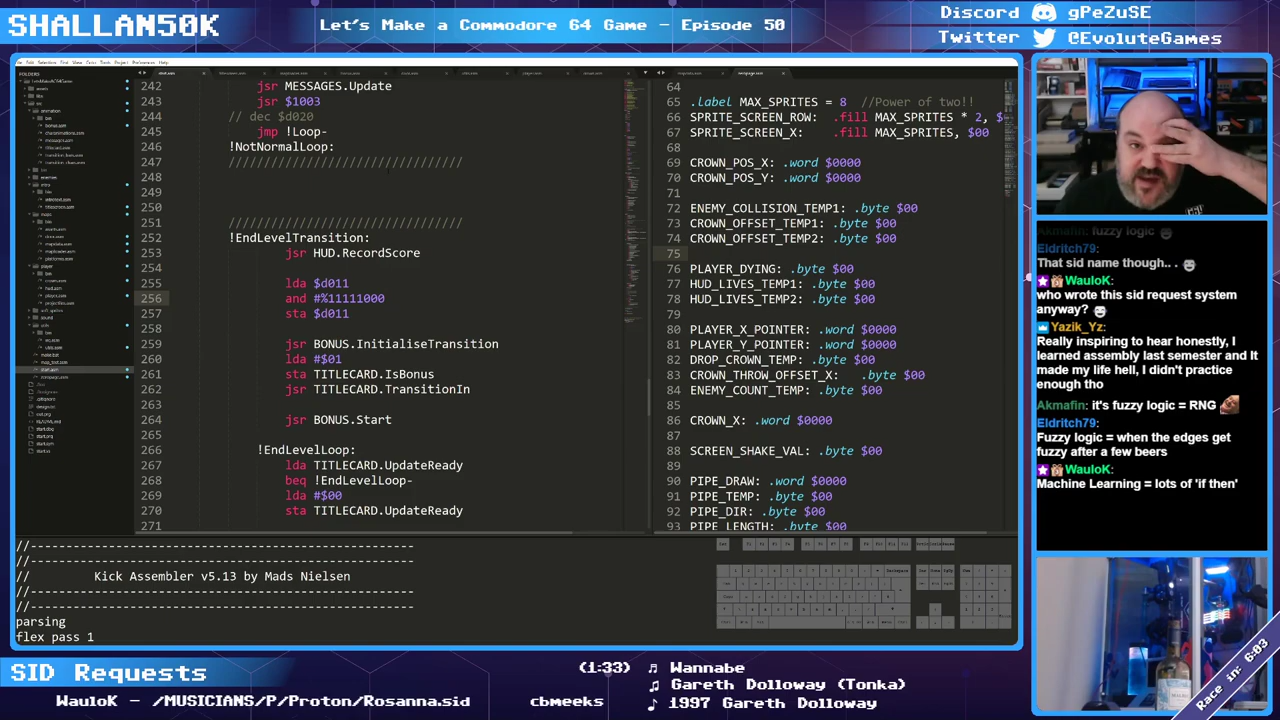 SHALLAN50K
Let's Make a Commodore 64 Game - Episode 50
Discord gPeZuSE
Twitter @EvoluteGames
FOLDERS
242 jsr MESSAGES.Update
243 jsr $1003
244 // dec $d020
245 jmp !Loop-
246 !NotNormalLoop:
247 /////////////////////////////////
248
249
250
251 /////////////////////////////////
252 !EndLevelTransition:
253 jsr HUD.RecordScore
254
255 lda $d011
256 and #%11111000
257 sta $d011
258
259 jsr BONUS.InitialiseTransition
260 lda #$01
261 sta TITLECARD.IsBonus
262 jsr TITLECARD.TransitionIn
263
264 jsr BONUS.Start
265
266 !EndLevelLoop:
267 lda TITLECARD.UpdateReady
268 beq !EndLevelLoop-
269 lda #$00
270 sta TITLECARD.UpdateReady
271
64
65 .label MAX_SPRITES = 8 //Power of two!!
66 SPRITE_SCREEN_ROW: .fill MAX_SPRITES * 2, $
67 SPRITE_SCREEN_X: .fill MAX_SPRITES, $00
68
69 CROWN_POS_X: .word $0000
70 CROWN_POS_Y: .word $0000
71
72 ENEMY_COLLISION_TEMP1: .byte $00
73 CROWN_OFFSET_TEMP1: .byte $00
74 CROWN_OFFSET_TEMP2: .byte $00
75
76 PLAYER_DYING: .byte $00
77 HUD_LIVES_TEMP1: .byte $00
78 HUD_LIVES_TEMP2: .byte $00
79
80 PLAYER_X_POINTER: .word $0000
81 PLAYER_Y_POINTER: .word $0000
82 DROP_CROWN_TEMP: .byte $00
83 CROWN_THROW_OFFSET_X: .byte $00
84 ENEMY_COUNT_TEMP: .byte $00
85
86 CROWN_X: .word $0000
87
88 SCREEN_SHAKE_VAL: .byte $00
89
90 PIPE_DRAW: .word $0000
91 PIPE_TEMP: .byte $00
92 PIPE_DIR: .byte $00
93 PIPE_LENGTH: .byte $00
//------------------------------------------------------
//------------------------------------------------------
// Kick Assembler v5.13 by Mads Nielsen
//------------------------------------------------------
//------------------------------------------------------
parsing
flex pass 1
Akmafin: fuzzy logic
Eldritch79:
That sid name though.. .
WauloK:
who wrote this sid request system
anyway?
Yazik_Yz:
Really inspiring to hear honestly, I
learned assembly last semester and It
made my life hell, I didn't practice
enough tho
Akmafin: it's fuzzy logic = RNG
Eldritch79:
Fuzzy logic = when the edges get
fuzzy after a few beers
WauloK:
Machine Learning = lots of 'if then'
Race in: 6:03
SID Requests
WauloK - /MUSICIANS/P/Proton/Rosanna.sid cbmeeks
(1:33) Wannabe
Gareth Dolloway (Tonka)
1997 Gareth Dolloway